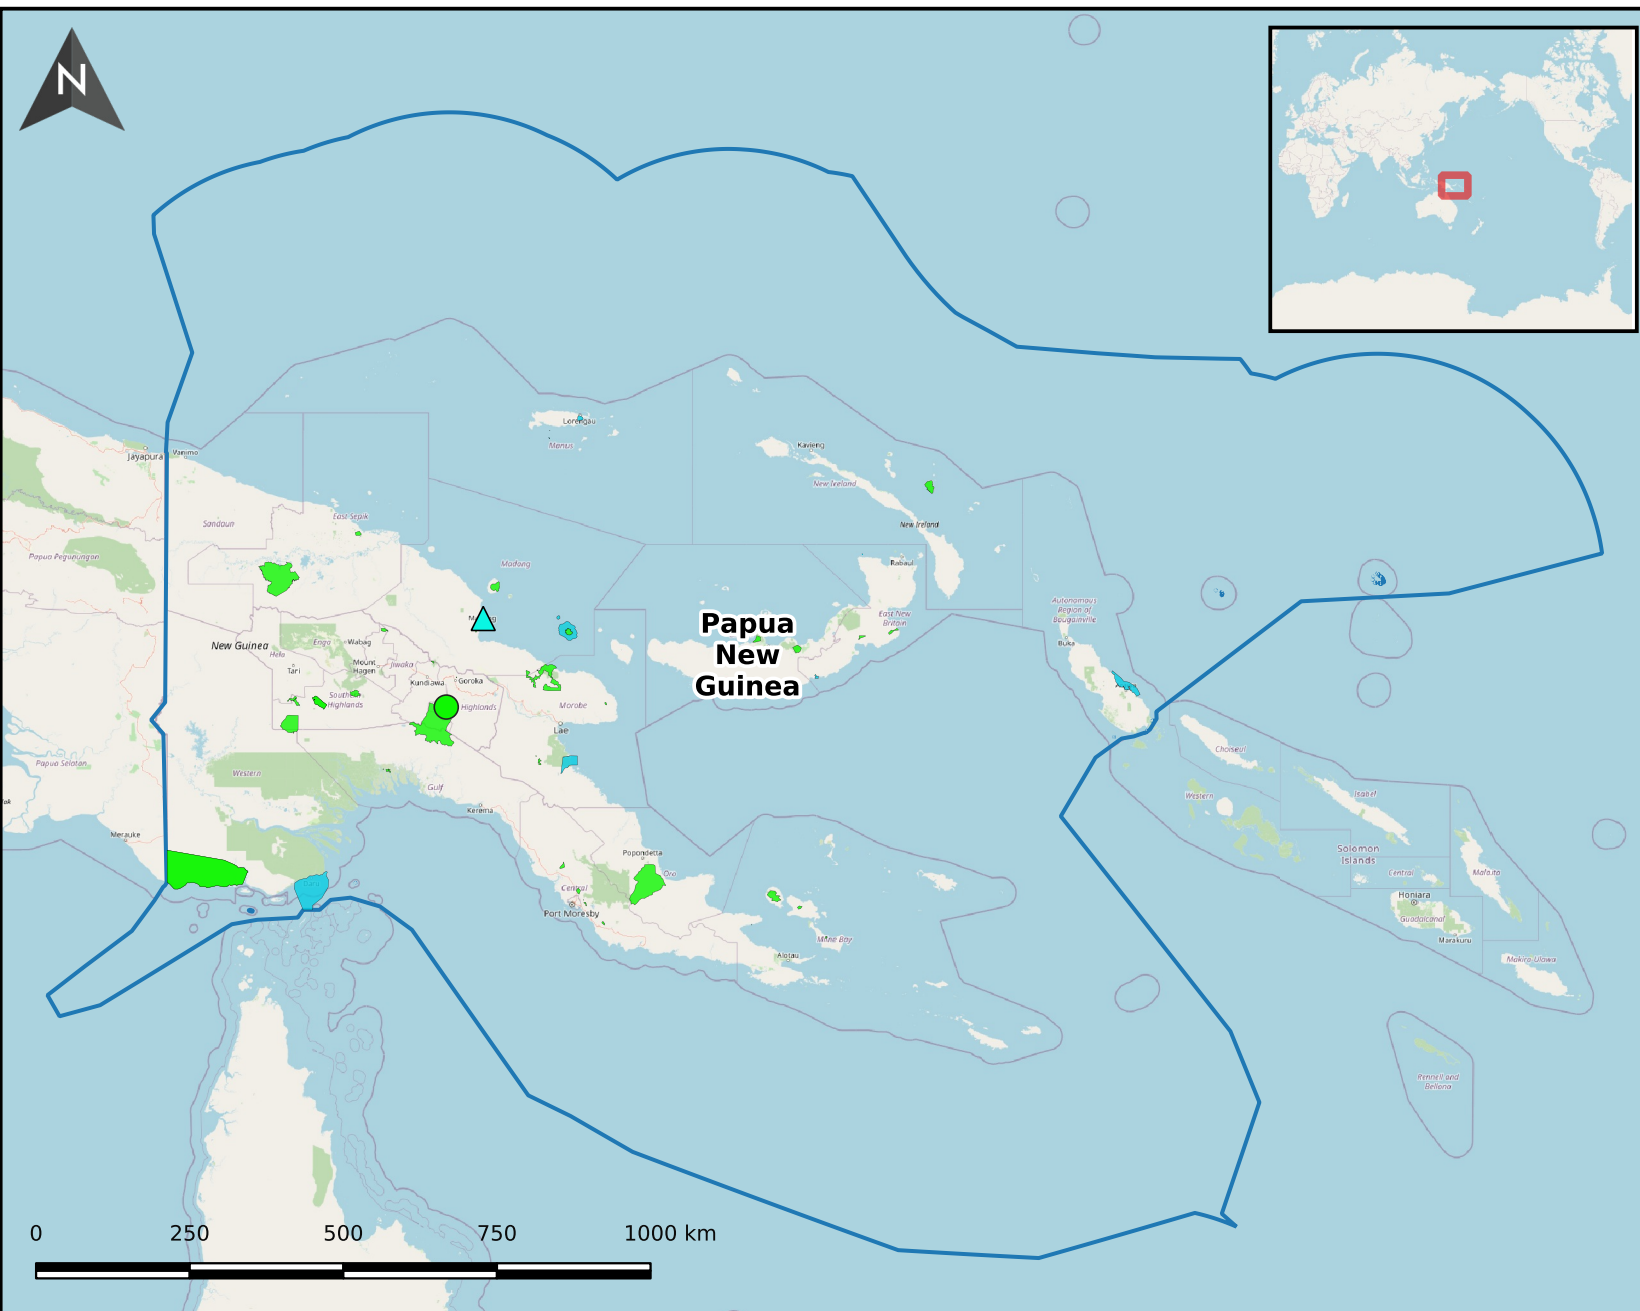 N
Lorengau
Manus
Kavieng
New Ireland
New Ireland
Jayapura
Vanimo
Sandaun
East Sepik
Papua Pegunungan
Madang
Rabaul
East New
Britain
Autonomous
Region of
Bougainville
Buka
Papua
New
Guinea
New Guinea
Enga
Wabag
Hela
Tari
Mount
Hagen
Jiwaka
Kundiawa
Goroka
Southern
Highlands
Highlands
Morobe
Lae
Papua Selatan
Western
Gulf
Kerema
Merauke
Choiseul
Western
Isabel
Solomon
Islands
Central
Malaita
Honiara
Guadalcanal
Marakuru
Makira-Ulawa
Rennell and
Bellona
Popondetta
Oro
Central
Port Moresby
Milne Bay
Alotau
0
250
500
750
1000 km